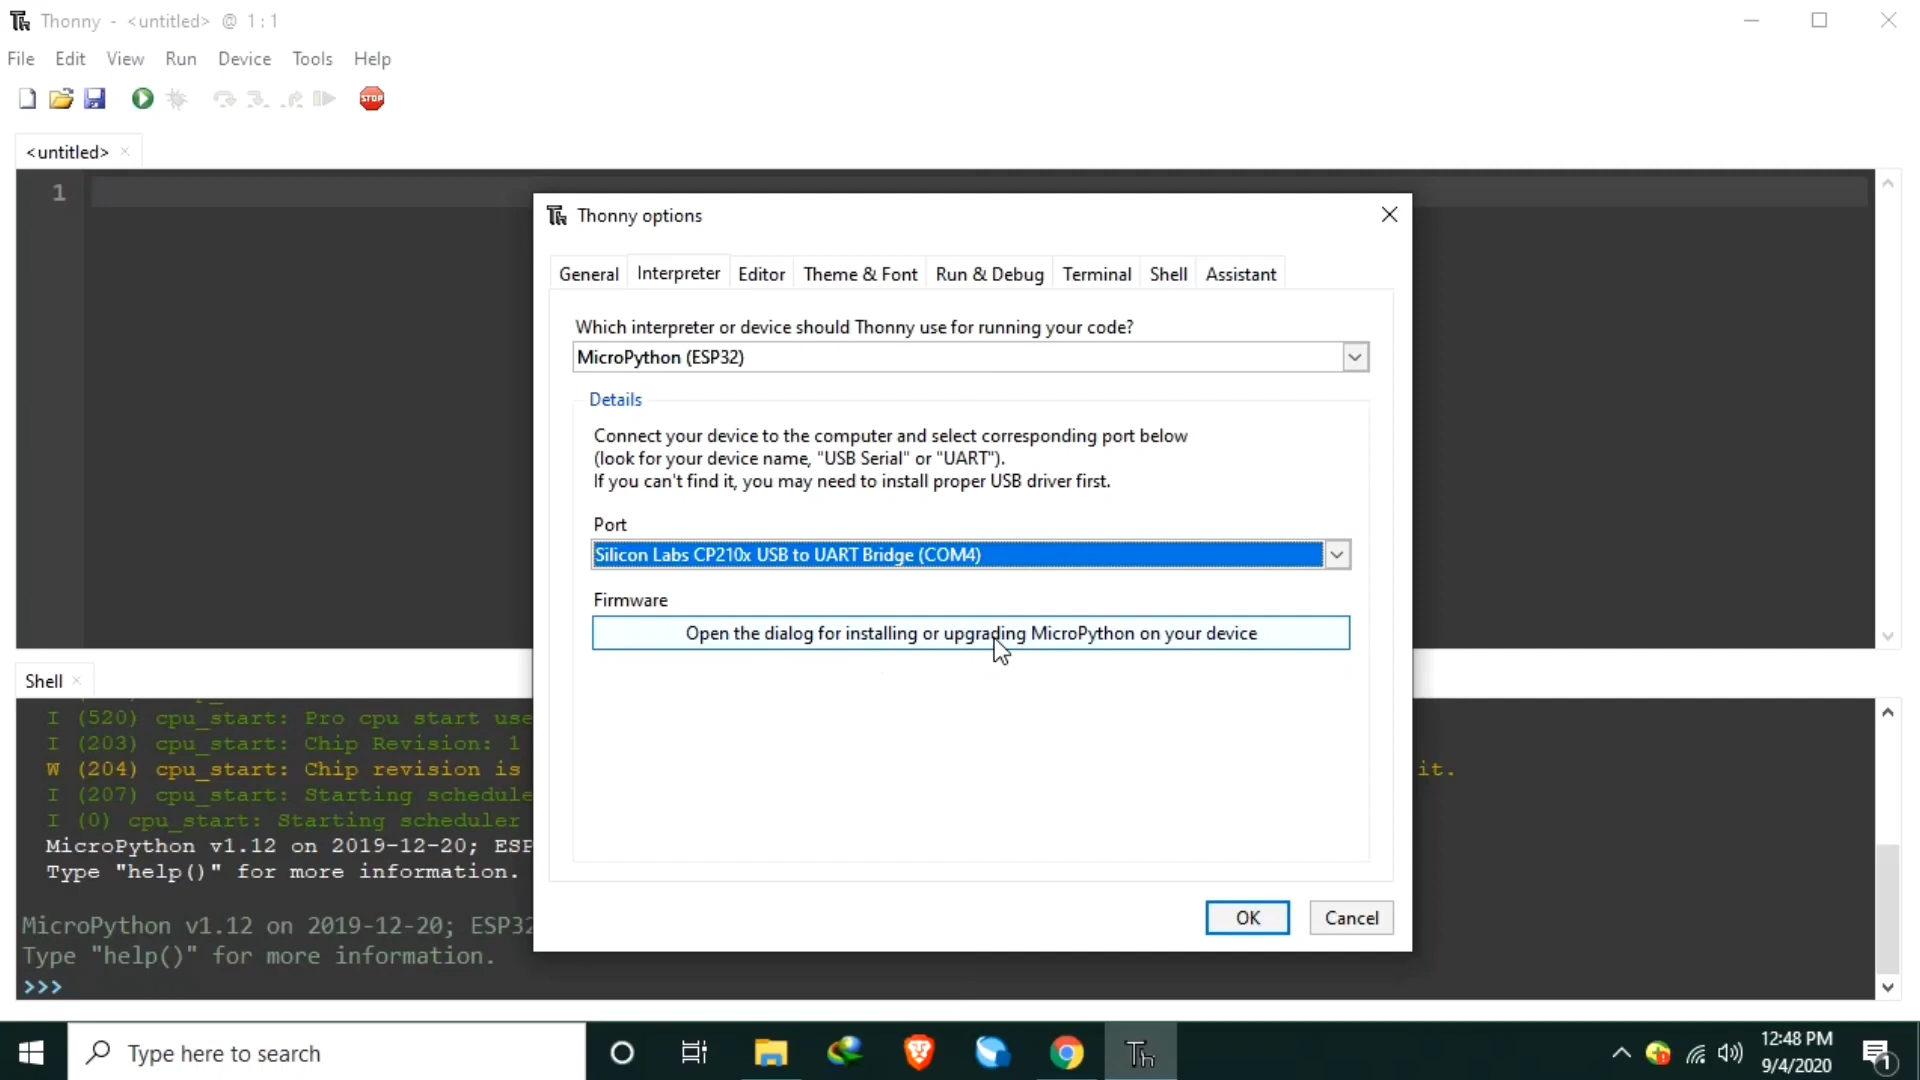 Thonny - <untitled> @ 1:1
File Edit View Run Device Tools Help
STOP
<untitled> ×
1
Thonny options
General Interpreter Editor Theme & Font Run & Debug Terminal Shell Assistant
Which interpreter or device should Thonny use for running your code?
MicroPython (ESP32)
Details
Connect your device to the computer and select corresponding port below
(look for your device name, "USB Serial" or "UART").
If you can't find it, you may need to install proper USB driver first.
Port
Silicon Labs CP210x USB to UART Bridge (COM4)
Firmware
Open the dialog for installing or upgrading MicroPython on your device
OK Cancel
Shell ×
I (520) cpu_start: Pro cpu start use
I (203) cpu_start: Chip Revision: 1
W (204) cpu_start: Chip revision is it.
I (207) cpu_start: Starting schedule
I (0) cpu_start: Starting scheduler
MicroPython v1.12 on 2019-12-20; ESP
Type "help()" for more information.
MicroPython v1.12 on 2019-12-20; ESP32
Type "help()" for more information.
>>>
Type here to search
12:48 PM
9/4/2020
1